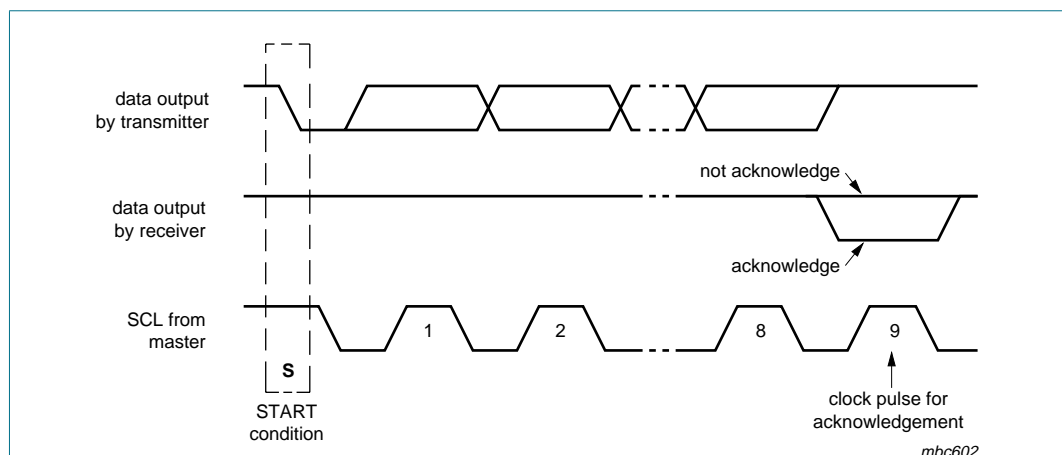 data output
by transmitter
not acknowledge
data output
by receiver
acknowledge
SCL from
master
1
2
8
9
S
START
condition
clock pulse for
acknowledgement
mbc602